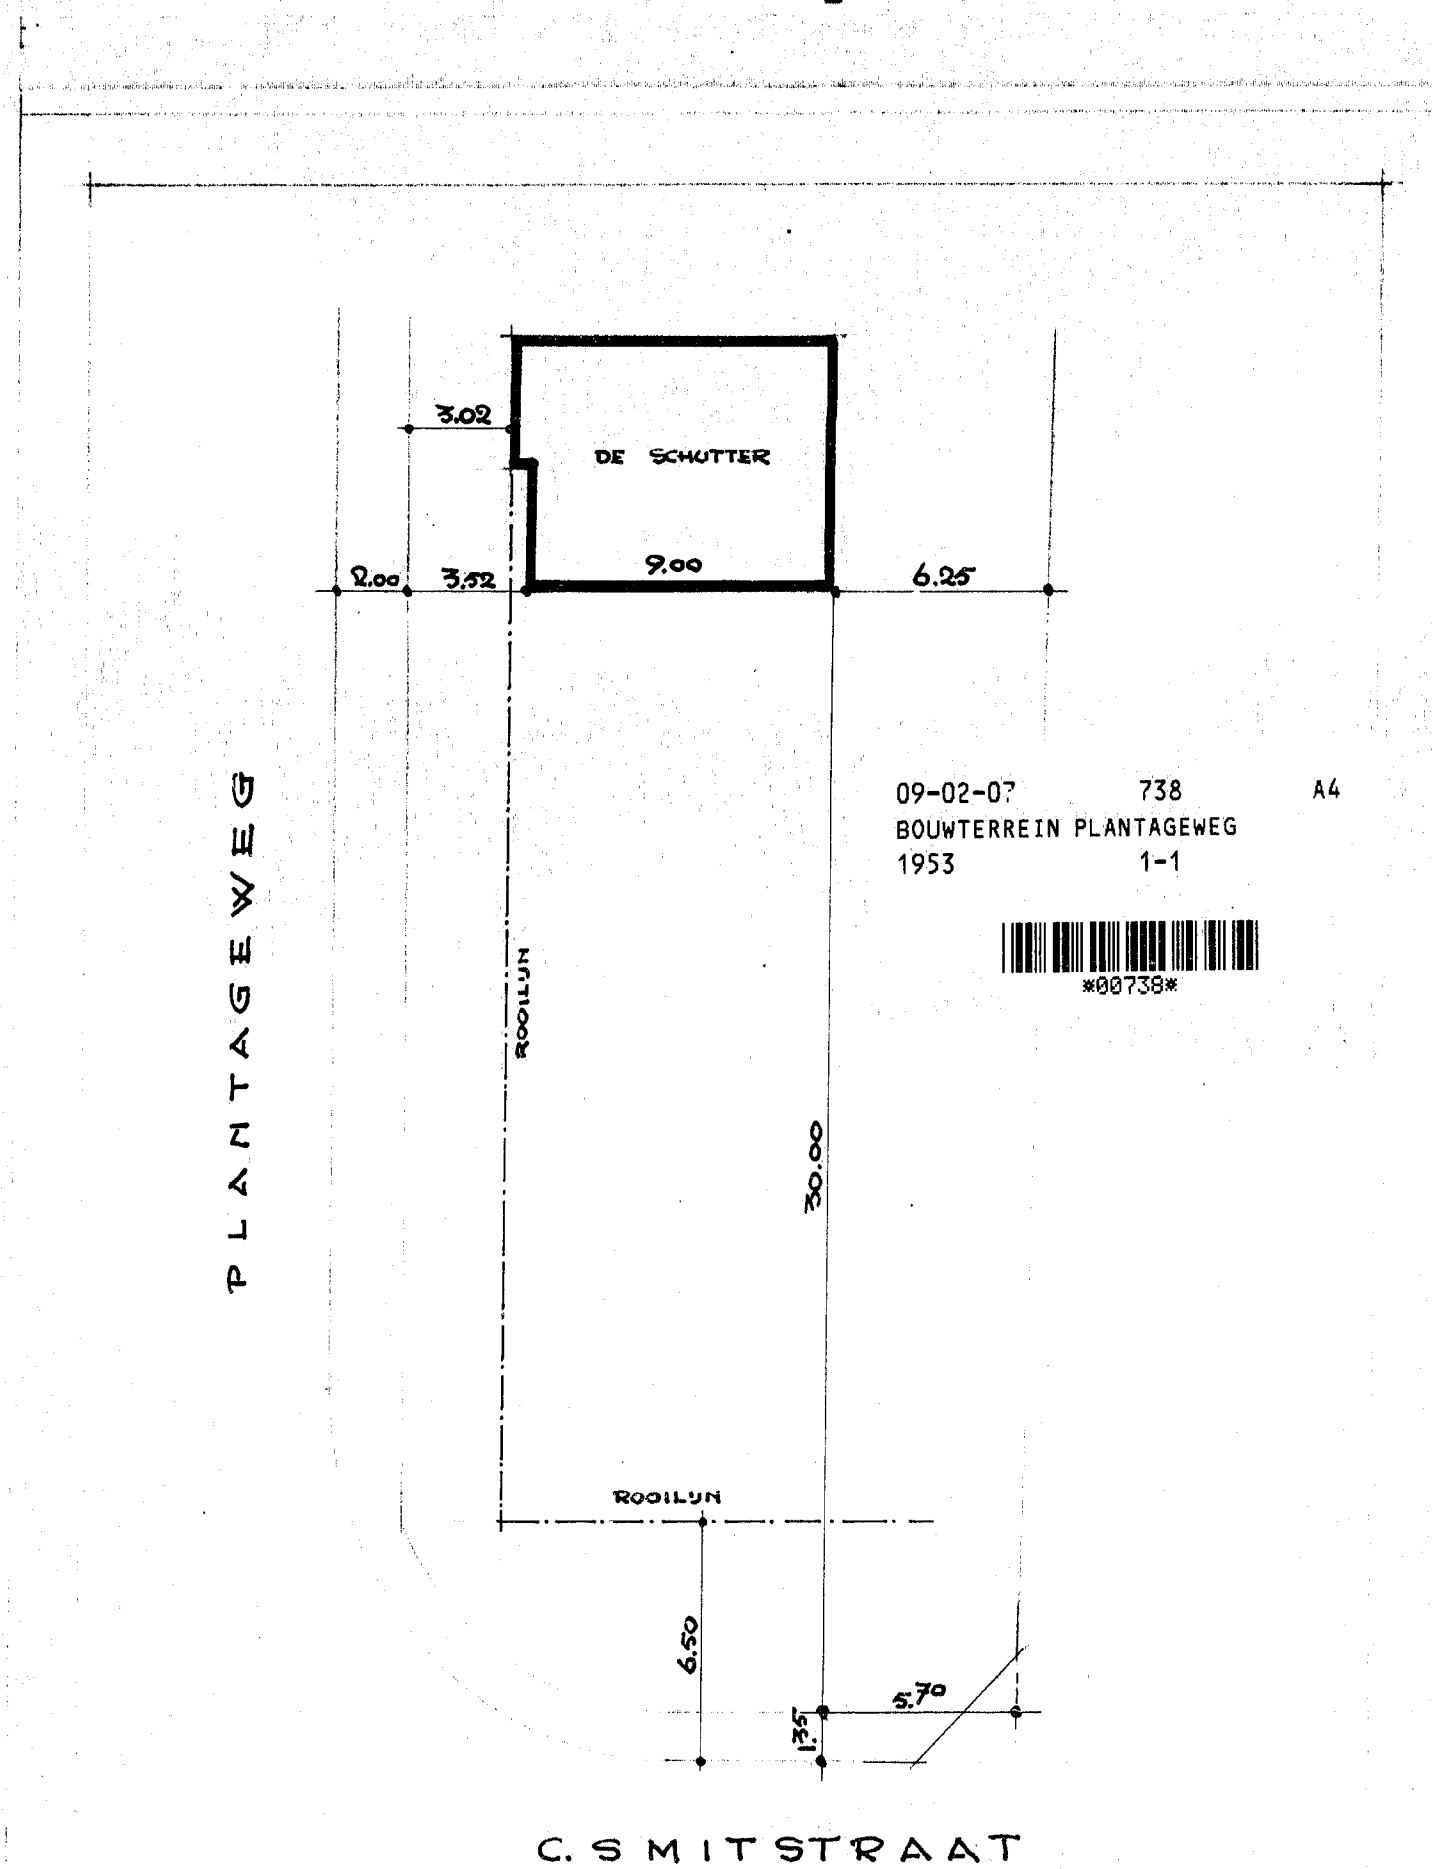 3.02
DE SCHUTTER
2.00 3.52 9.00 6.25
PLANTAGEWEG
09-02-07 738 A4
BOUWTERREIN PLANTAGEWEG
1953 1-1
*00738*
ROOILIJN
30.00
ROOILIJN
6.50
5.70
1.35
C. SMITSTRAAT